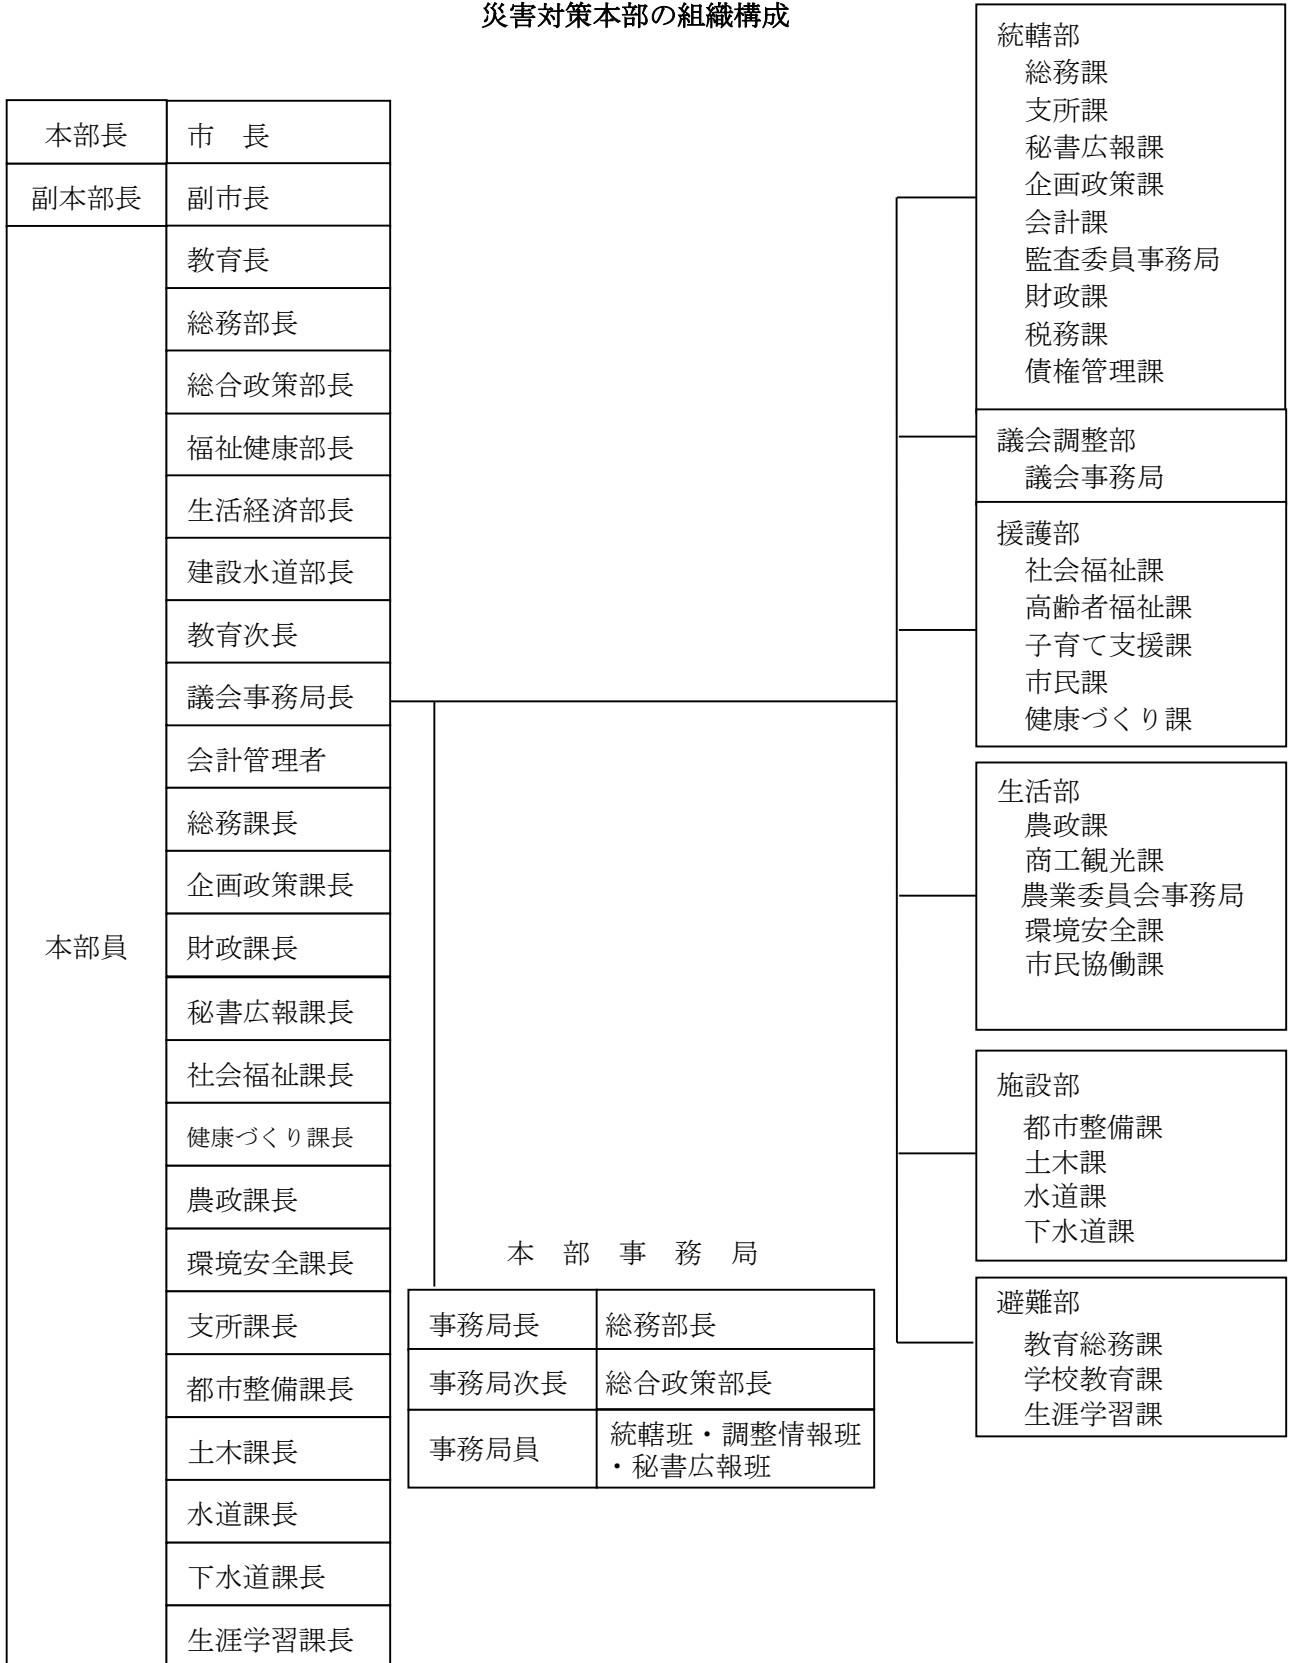 災害対策本部の組織構成
本部長 市　長
副本部長 副市長
本部員
教育長
総務部長
総合政策部長
福祉健康部長
生活経済部長
建設水道部長
教育次長
議会事務局長
会計管理者
総務課長
企画政策課長
財政課長
秘書広報課長
社会福祉課長
健康づくり課長
農政課長
環境安全課長
支所課長
都市整備課長
土木課長
水道課長
下水道課長
生涯学習課長
本　部　事　務　局
事務局長 総務部長
事務局次長 総合政策部長
事務局員 統轄班・調整情報班
・秘書広報班
統轄部
総務課
支所課
秘書広報課
企画政策課
会計課
監査委員事務局
財政課
税務課
債権管理課
議会調整部
議会事務局
援護部
社会福祉課
高齢者福祉課
子育て支援課
市民課
健康づくり課
生活部
農政課
商工観光課
農業委員会事務局
環境安全課
市民協働課
施設部
都市整備課
土木課
水道課
下水道課
避難部
教育総務課
学校教育課
生涯学習課